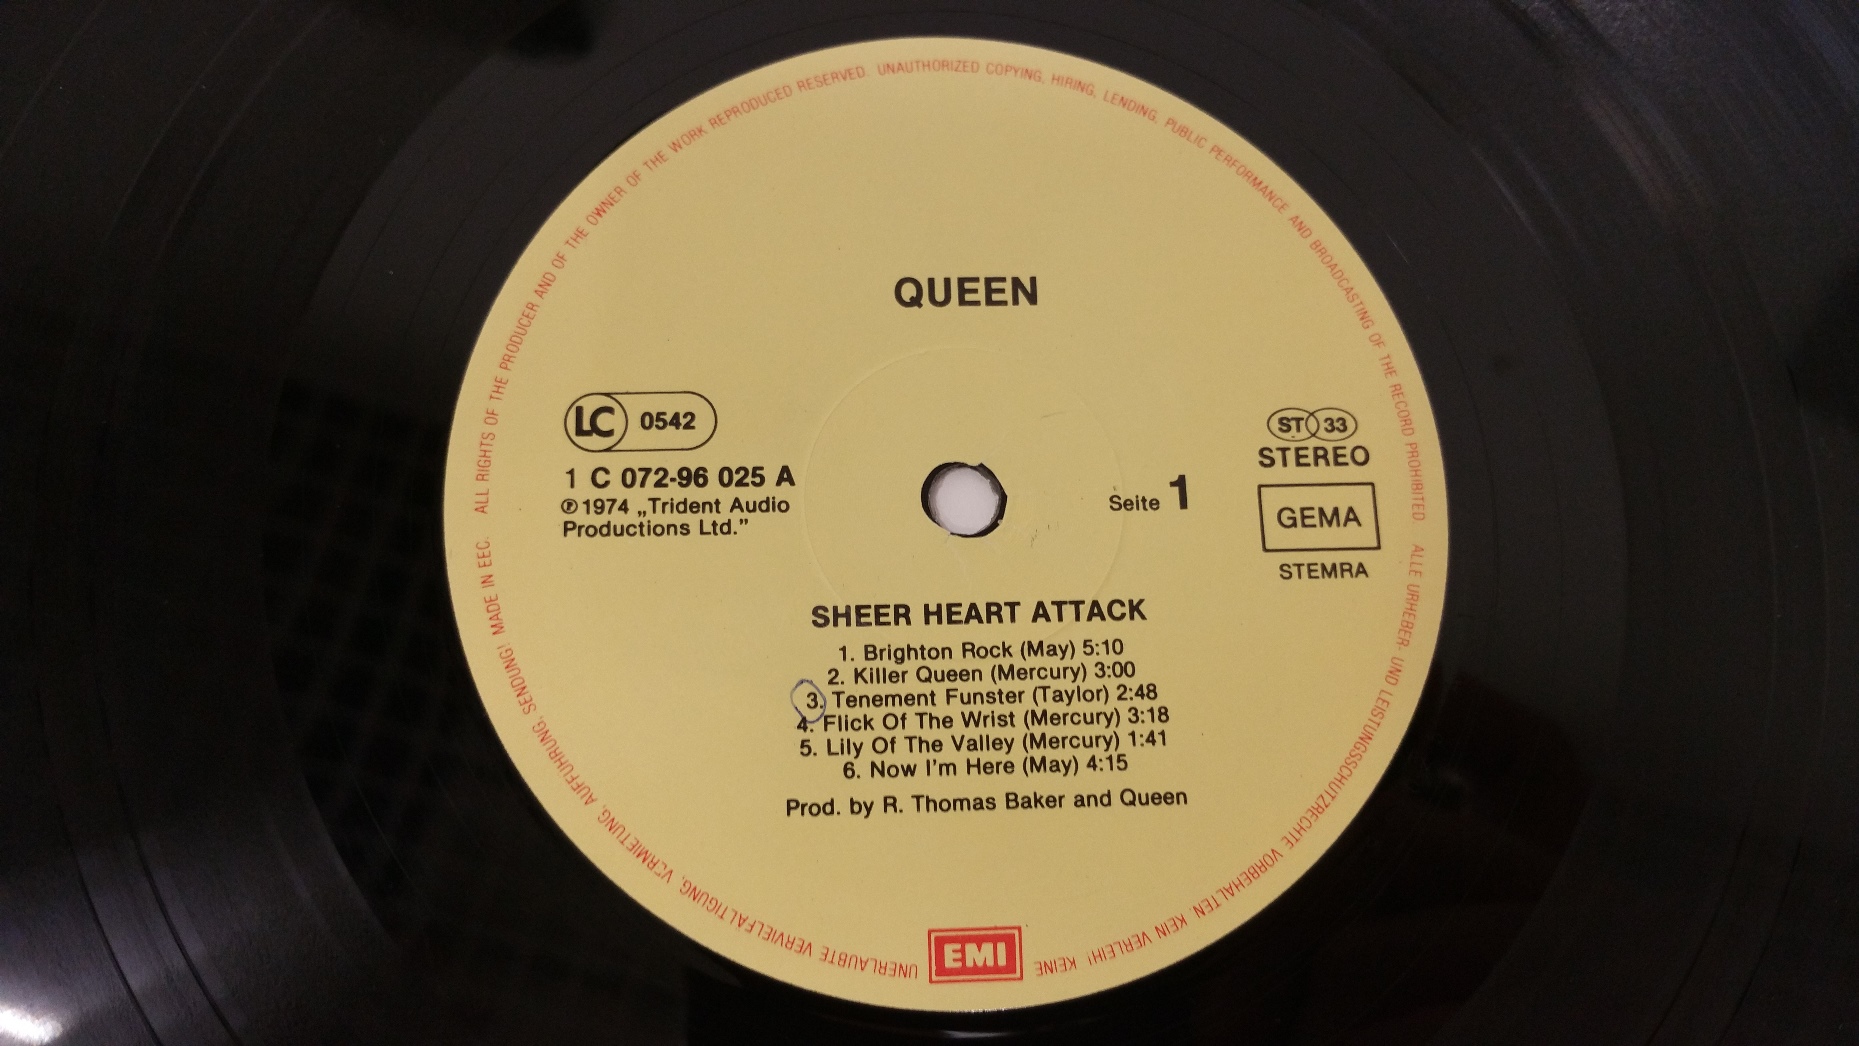 QUEEN
LC 0542
1 C 072-96 025 A
℗ 1974 „Trident Audio
Productions Ltd.”
Seite 1
ST 33
STEREO
GEMA
STEMRA
SHEER HEART ATTACK
1. Brighton Rock (May) 5:10
2. Killer Queen (Mercury) 3:00
3. Tenement Funster (Taylor) 2:48
4. Flick Of The Wrist (Mercury) 3:18
5. Lily Of The Valley (Mercury) 1:41
6. Now I'm Here (May) 4:15
Prod. by R. Thomas Baker and Queen
EMI
ALL RIGHTS OF THE PRODUCER AND OF THE OWNER OF THE WORK REPRODUCED RESERVED. UNAUTHORIZED COPYING, HIRING, LENDING, PUBLIC PERFORMANCE AND BROADCASTING OF THE RECORD PROHIBITED
ALLE URHEBER- UND LEISTUNGSSCHUTZRECHTE VORBEHALTEN KEIN VERLEIH! KEINE UNERLAUBTE VERVIELFÄLTIGUNG, VERMIETUNG, AUFFÜHRUNG, SENDUNG! MADE IN EEC.